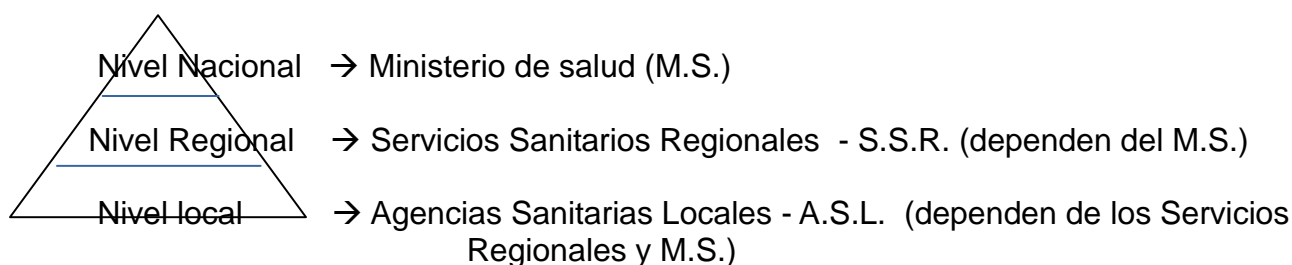 Nivel Nacional → Ministerio de salud (M.S.)
Nivel Regional → Servicios Sanitarios Regionales - S.S.R. (dependen del M.S.)
Nivel local → Agencias Sanitarias Locales - A.S.L. (dependen de los Servicios
Regionales y M.S.)